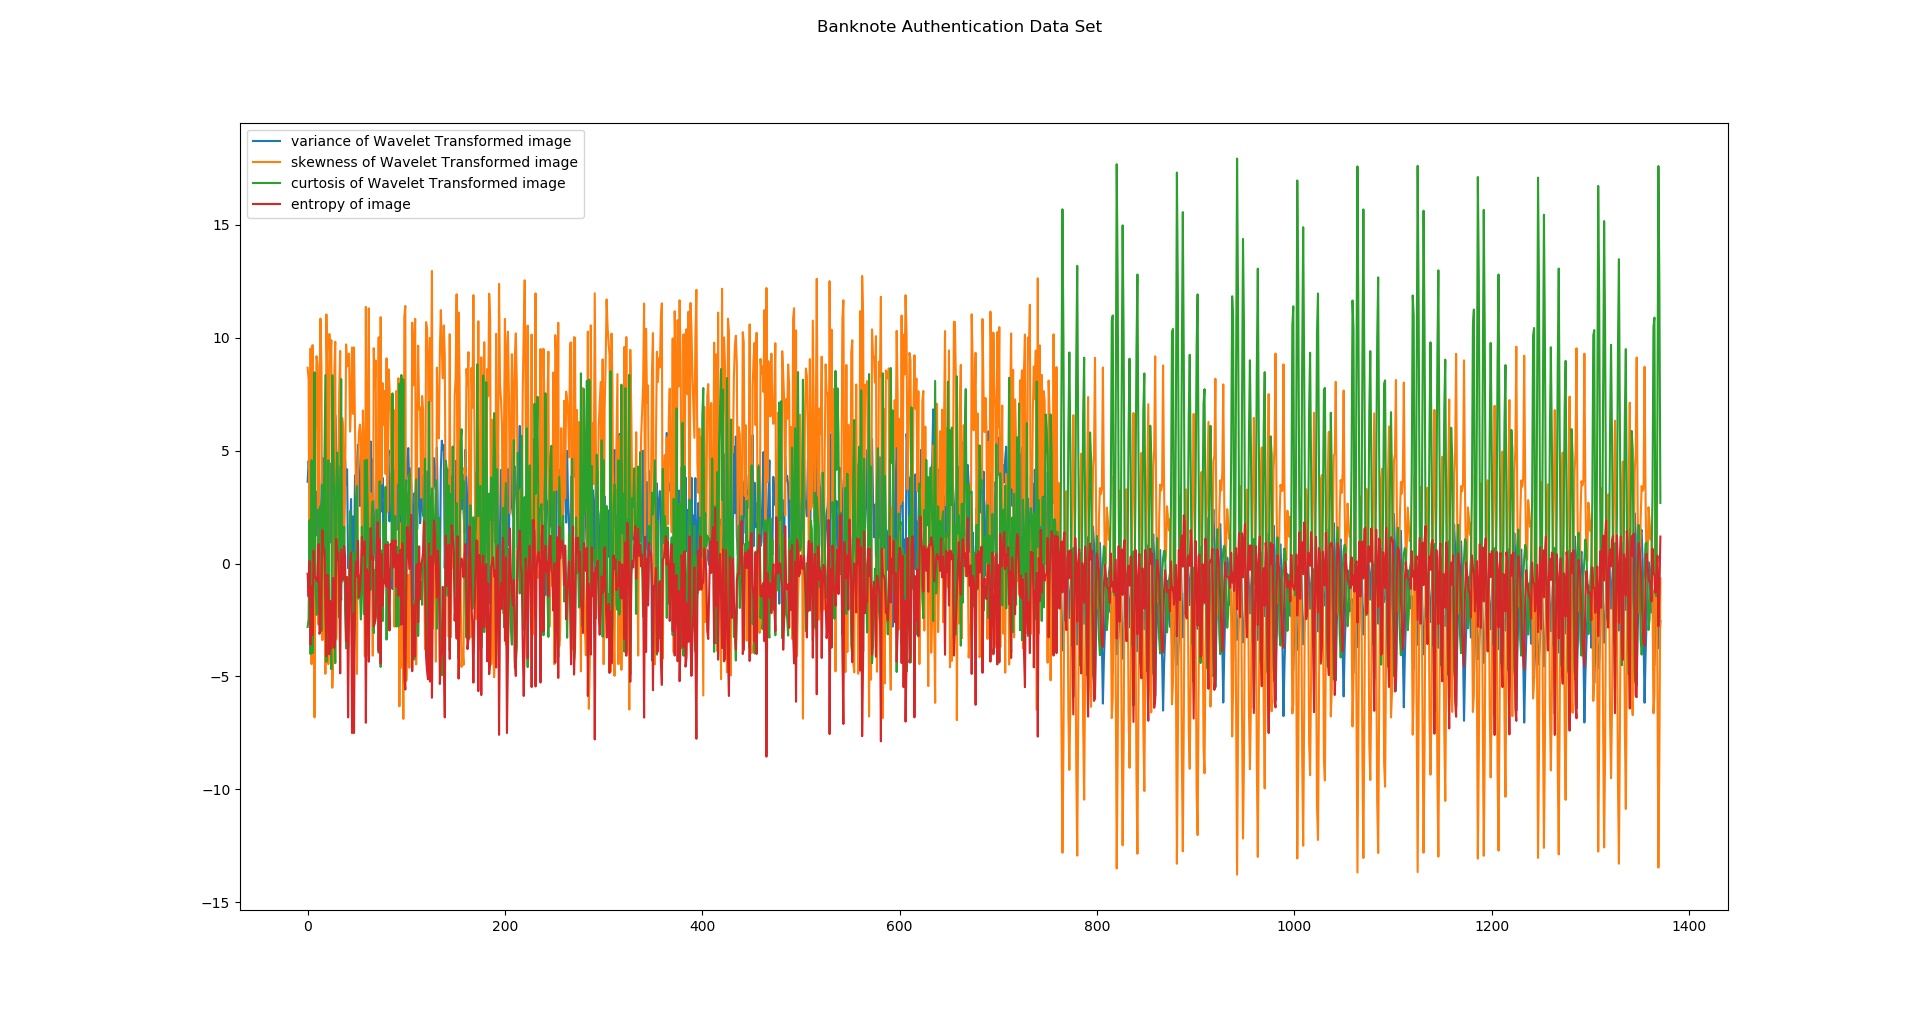 Banknote Authentication Data Set
variance of Wavelet Transformed image
skewness of Wavelet Transformed image
curtosis of Wavelet Transformed image
entropy of image
15
10
5
0
−5
−10
−15
0 200 400 600 800 1000 1200 1400